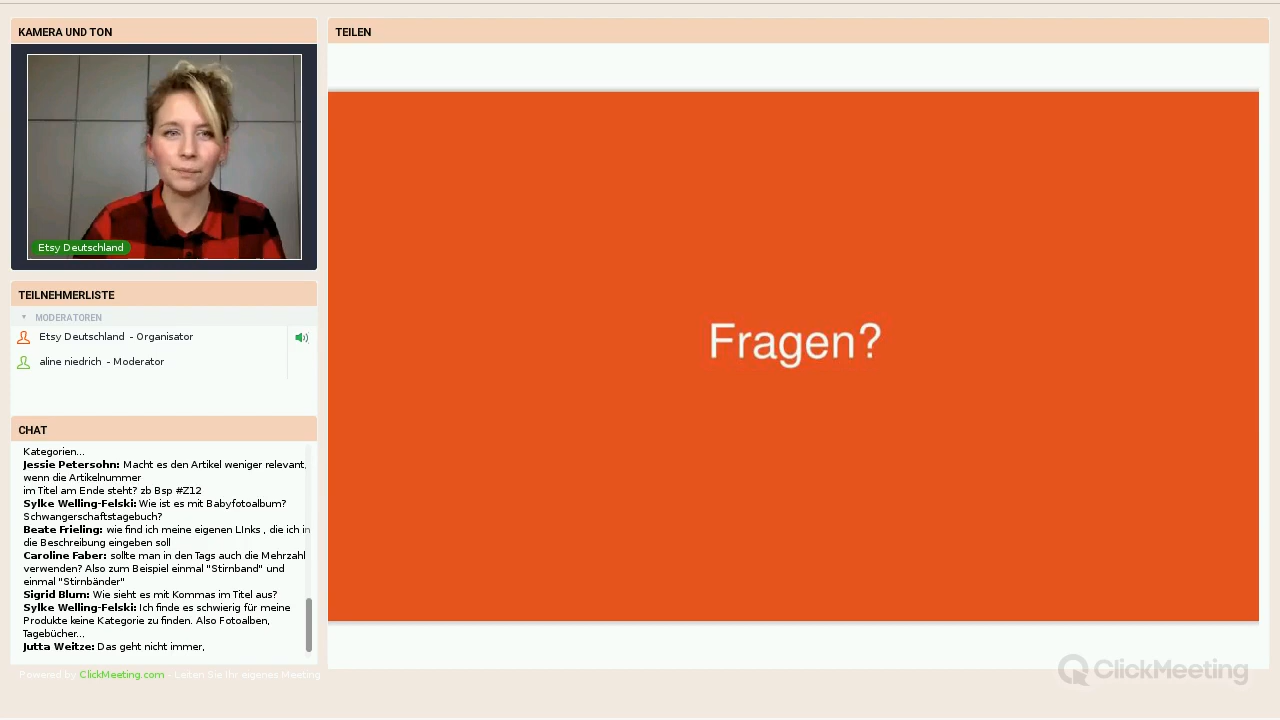 KAMERA UND TON
Etsy Deutschland
TEILNEHMERLISTE
MODERATOREN
Etsy Deutschland - Organisator
aline niedrich - Moderator
CHAT
Kategorien...
Jessie Petersohn: Macht es den Artikel weniger relevant,
wenn die Artikelnummer
im Titel am Ende steht? zb Bsp #Z12
Sylke Welling-Felski: Wie ist es mit Babyfotoalbum?
Schwangerschaftstagebuch?
Beate Frieling: wie find ich meine eigenen LInks , die ich in
die Beschreibung eingeben soll
Caroline Faber: sollte man in den Tags auch die Mehrzahl
verwenden? Also zum Beispiel einmal "Stirnband" und
einmal "Stirnbänder"
Sigrid Blum: Wie sieht es mit Kommas im Titel aus?
Sylke Welling-Felski: Ich finde es schwierig für meine
Produkte keine Kategorie zu finden. Also Fotoalben,
Tagebücher...
Jutta Weitze: Das geht nicht immer,
Powered by ClickMeeting.com - Leiten Sie Ihr eigenes Meeting
TEILEN
Fragen?
ClickMeeting